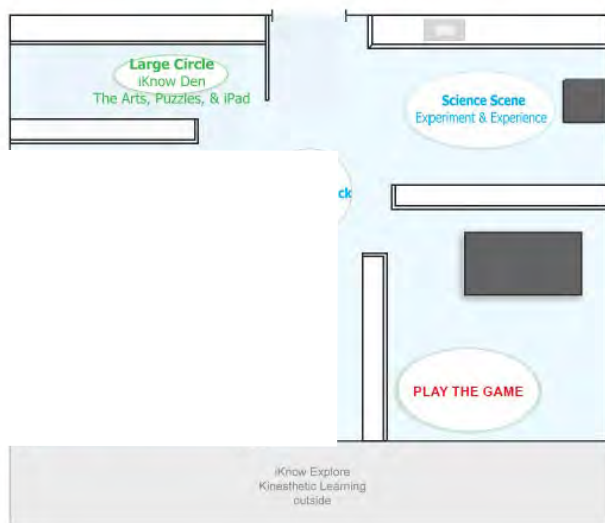 Large Circle
iKnow Den
The Arts, Puzzles, & iPad
Science Scene
Experiment & Experience
PLAY THE GAME
iKnow Explore
Kinesthetic Learning
outside